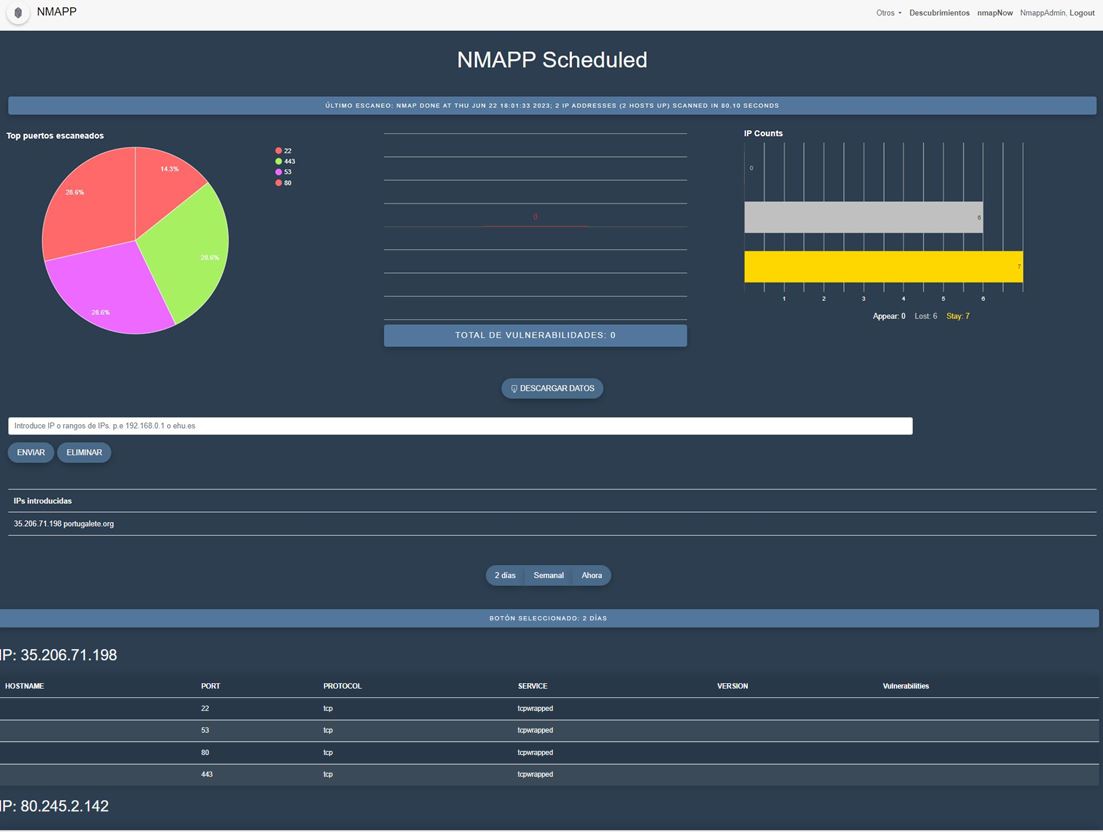 NMAPP
Otros Descubrimientos nmapNow NmappAdmin, Logout
NMAPP Scheduled
ÚLTIMO ESCANEO: NMAP DONE AT THU JUN 22 18:01:33 2023; 2 IP ADDRESSES (2 HOSTS UP) SCANNED IN 80.10 SECONDS
Top puertos escaneados
22
443
53
80
14.3%
28.6%
28.6%
28.6%
0
TOTAL DE VULNERABILIDADES: 0
IP Counts
0
6
7
1 2 3 4 5 6
Appear: 0 Lost: 6 Stay: 7
DESCARGAR DATOS
Introduce IP o rangos de IPs. p.e 192.168.0.1 o ehu.es
ENVIAR ELIMINAR
IPs introducidas
35.206.71.198 portugalete.org
2 días Semanal Ahora
BOTÓN SELECCIONADO: 2 DÍAS
IP: 35.206.71.198
HOSTNAME PORT PROTOCOL SERVICE VERSION Vulnerabilities
22 tcp tcpwrapped
53 tcp tcpwrapped
80 tcp tcpwrapped
443 tcp tcpwrapped
IP: 80.245.2.142